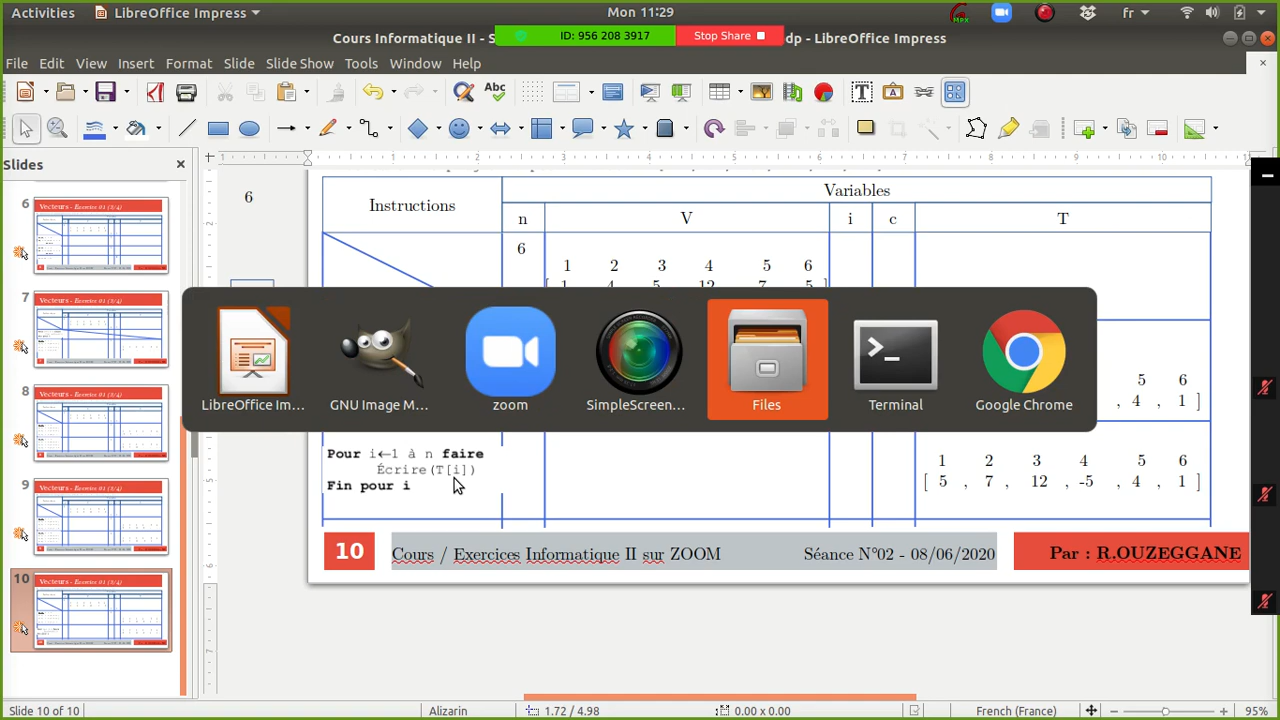 Activities LibreOffice Impress Mon 11:29 fr
Cours Informatique II - S dp - LibreOffice Impress
ID: 956 208 3917 Stop Share
File Edit View Insert Format Slide Slide Show Tools Window Help
Slides
6
7
8
9
10
6
Instructions Variables
n V i c T
6
1 2 3 4 5 6
5 6
, 4 , 1 ]
LibreOffice Im... GNU Image M... zoom SimpleScreen... Files Terminal Google Chrome
Pour i←1 à n faire
Écrire(T[i])
Fin pour i
1 2 3 4 5 6
[ 5 , 7 , 12 , -5 , 4 , 1 ]
10 Cours / Exercices Informatique II sur ZOOM Séance N°02 - 08/06/2020 Par : R.OUZEGGANE
Slide 10 of 10 Alizarin 1.72 / 4.98 0.00 x 0.00 French (France) 95%